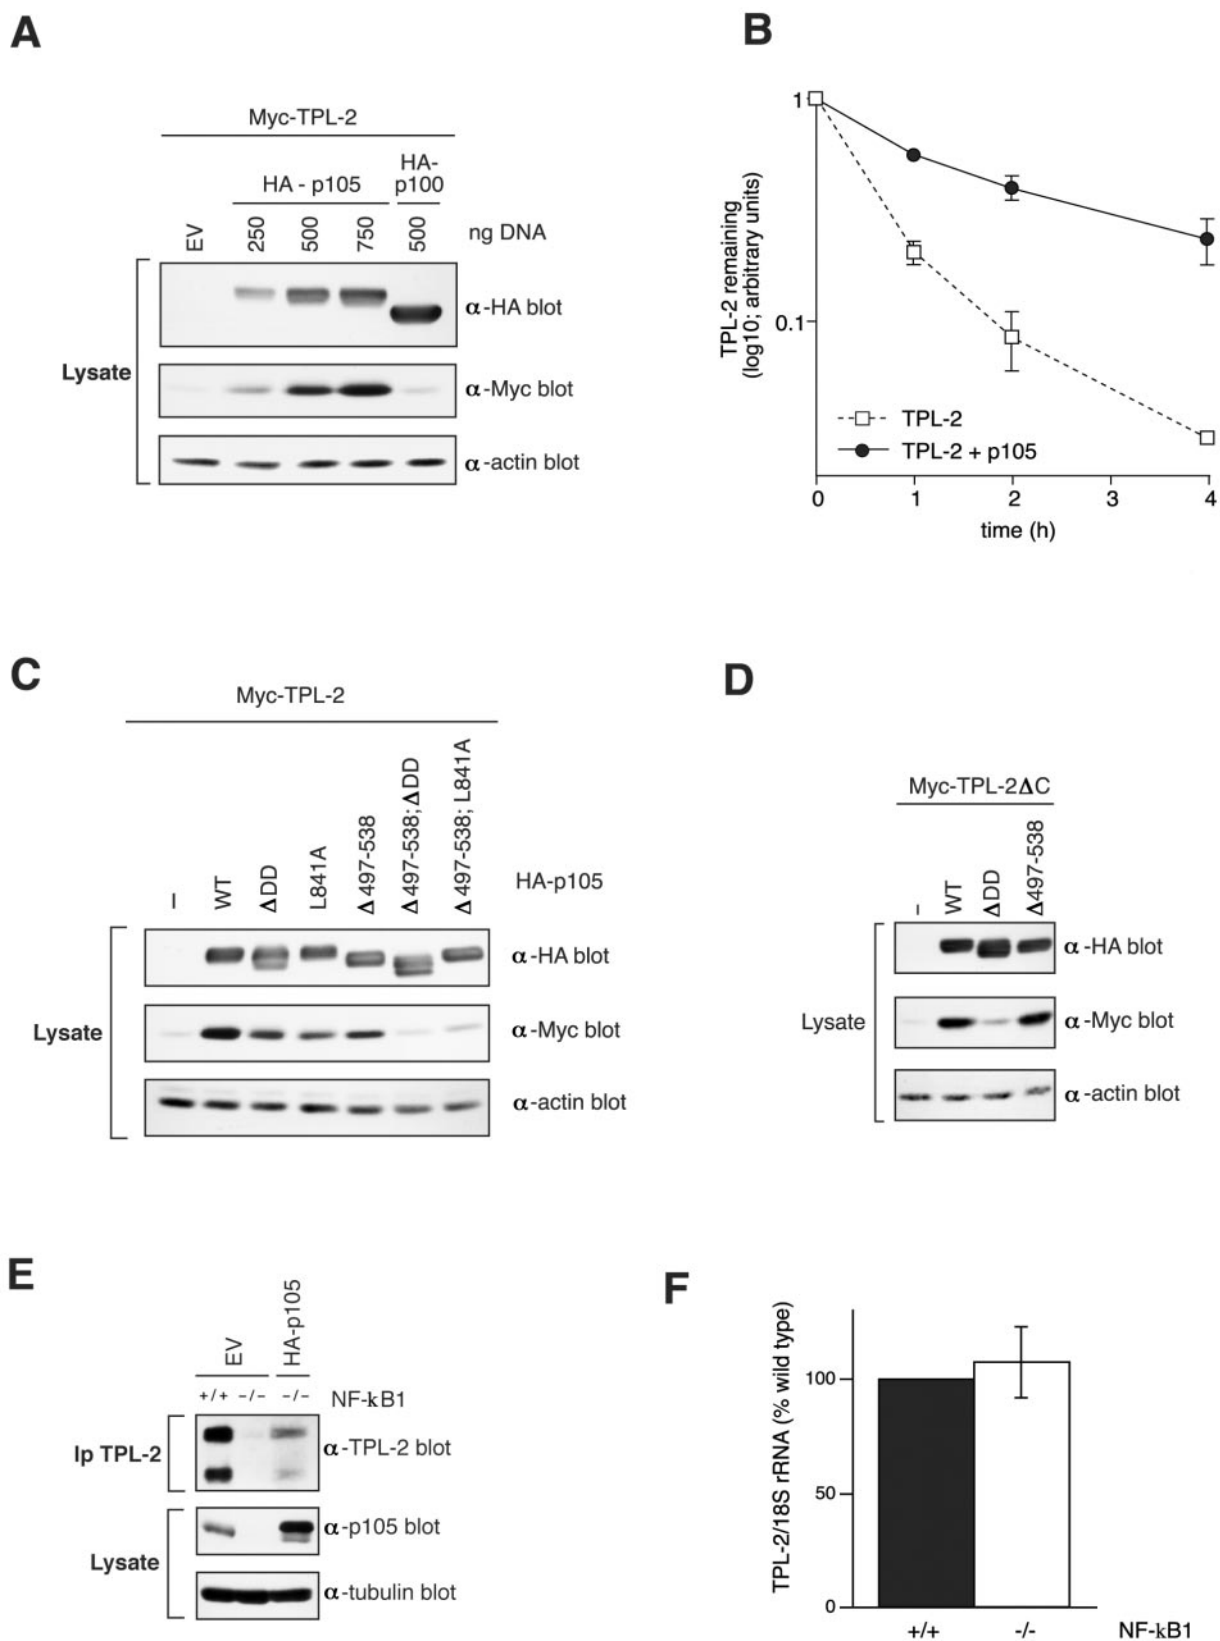 A
Myc-TPL-2
HA - p105
HA-
p100
EV
250
500
750
500
ng DNA
α-HA blot
Lysate
α-Myc blot
α-actin blot
B
1
0.1
TPL-2 remaining
(log10; arbitrary units)
TPL-2
TPL-2 + p105
0 1 2 3 4
time (h)
C
Myc-TPL-2
–
WT
ΔDD
L841A
Δ497-538
Δ497-538; ΔDD
Δ497-538; L841A
HA-p105
α-HA blot
Lysate
α-Myc blot
α-actin blot
D
Myc-TPL-2ΔC
–
WT
ΔDD
Δ497-538
α-HA blot
Lysate
α-Myc blot
α-actin blot
E
EV
HA-p105
+/+ -/- -/- NF-kB1
Ip TPL-2
α-TPL-2 blot
α-p105 blot
Lysate
α-tubulin blot
F
TPL-2/18S rRNA (% wild type)
100
50
0
+/+ -/- NF-kB1